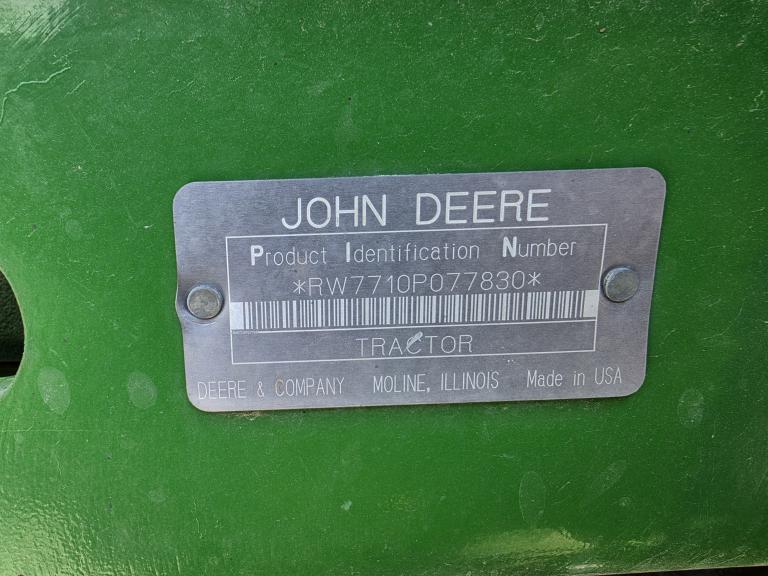 JOHN DEERE
Product Identification Number
*RW7710P077830*
TRACTOR
DEERE & COMPANY MOLINE, ILLINOIS Made in USA